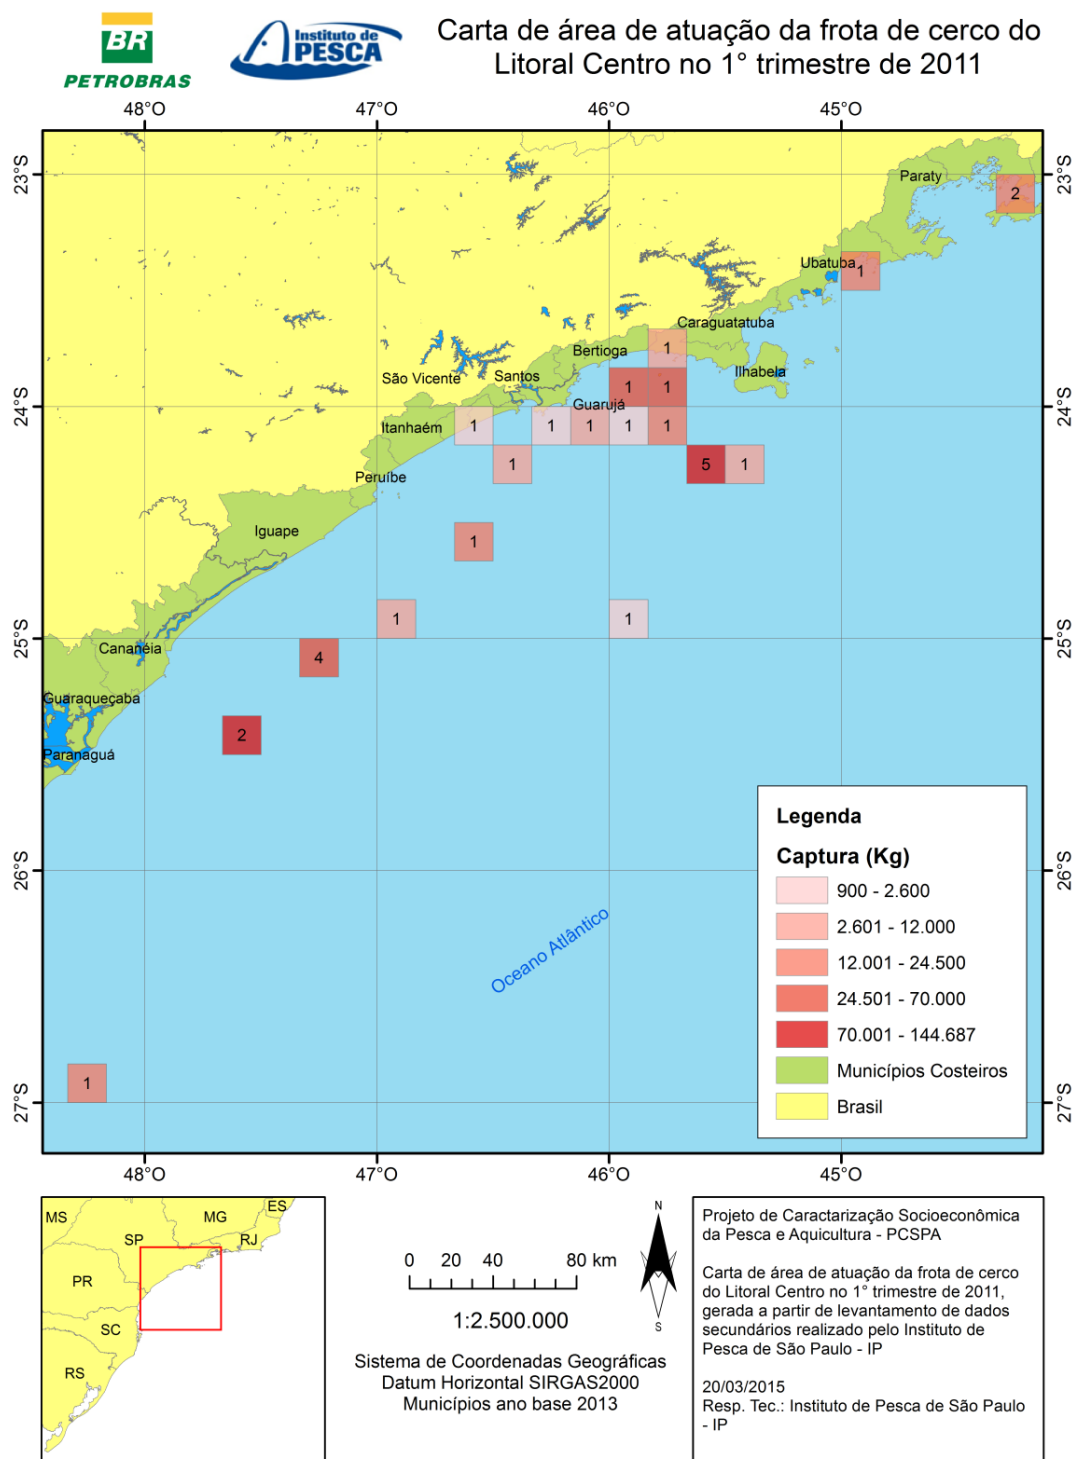 BR
PETROBRAS
Instituto de
PESCA
Carta de área de atuação da frota de cerco do
Litoral Centro no 1° trimestre de 2011
48°O 47°O 46°O 45°O
23°S 23°S
Paraty
2
Ubatuba
1
Caraguatatuba
1
Bertioga
Ilhabela
São Vicente
Santos
1 1
24°S 24°S
Guarujá
Itanhaém
1 1 1 1 1
1 5 1
Peruíbe
Iguape
1
1 1
25°S 25°S
Cananéia
4
Guaraqueçaba
2
Paranaguá
26°S 26°S
Oceano Atlântico
1
27°S 27°S
48°O 47°O 46°O 45°O
Legenda
Captura (Kg)
900 - 2.600
2.601 - 12.000
12.001 - 24.500
24.501 - 70.000
70.001 - 144.687
Municípios Costeiros
Brasil
MS
MG
ES
SP
RJ
PR
SC
RS
0 20 40 80 km
1:2.500.000
Sistema de Coordenadas Geográficas
Datum Horizontal SIRGAS2000
Municípios ano base 2013
N
S
Projeto de Caractarização Socioeconômica
da Pesca e Aquicultura - PCSPA
Carta de área de atuação da frota de cerco
do Litoral Centro no 1° trimestre de 2011,
gerada a partir de levantamento de dados
secundários realizado pelo Instituto de
Pesca de São Paulo - IP
20/03/2015
Resp. Tec.: Instituto de Pesca de São Paulo
- IP